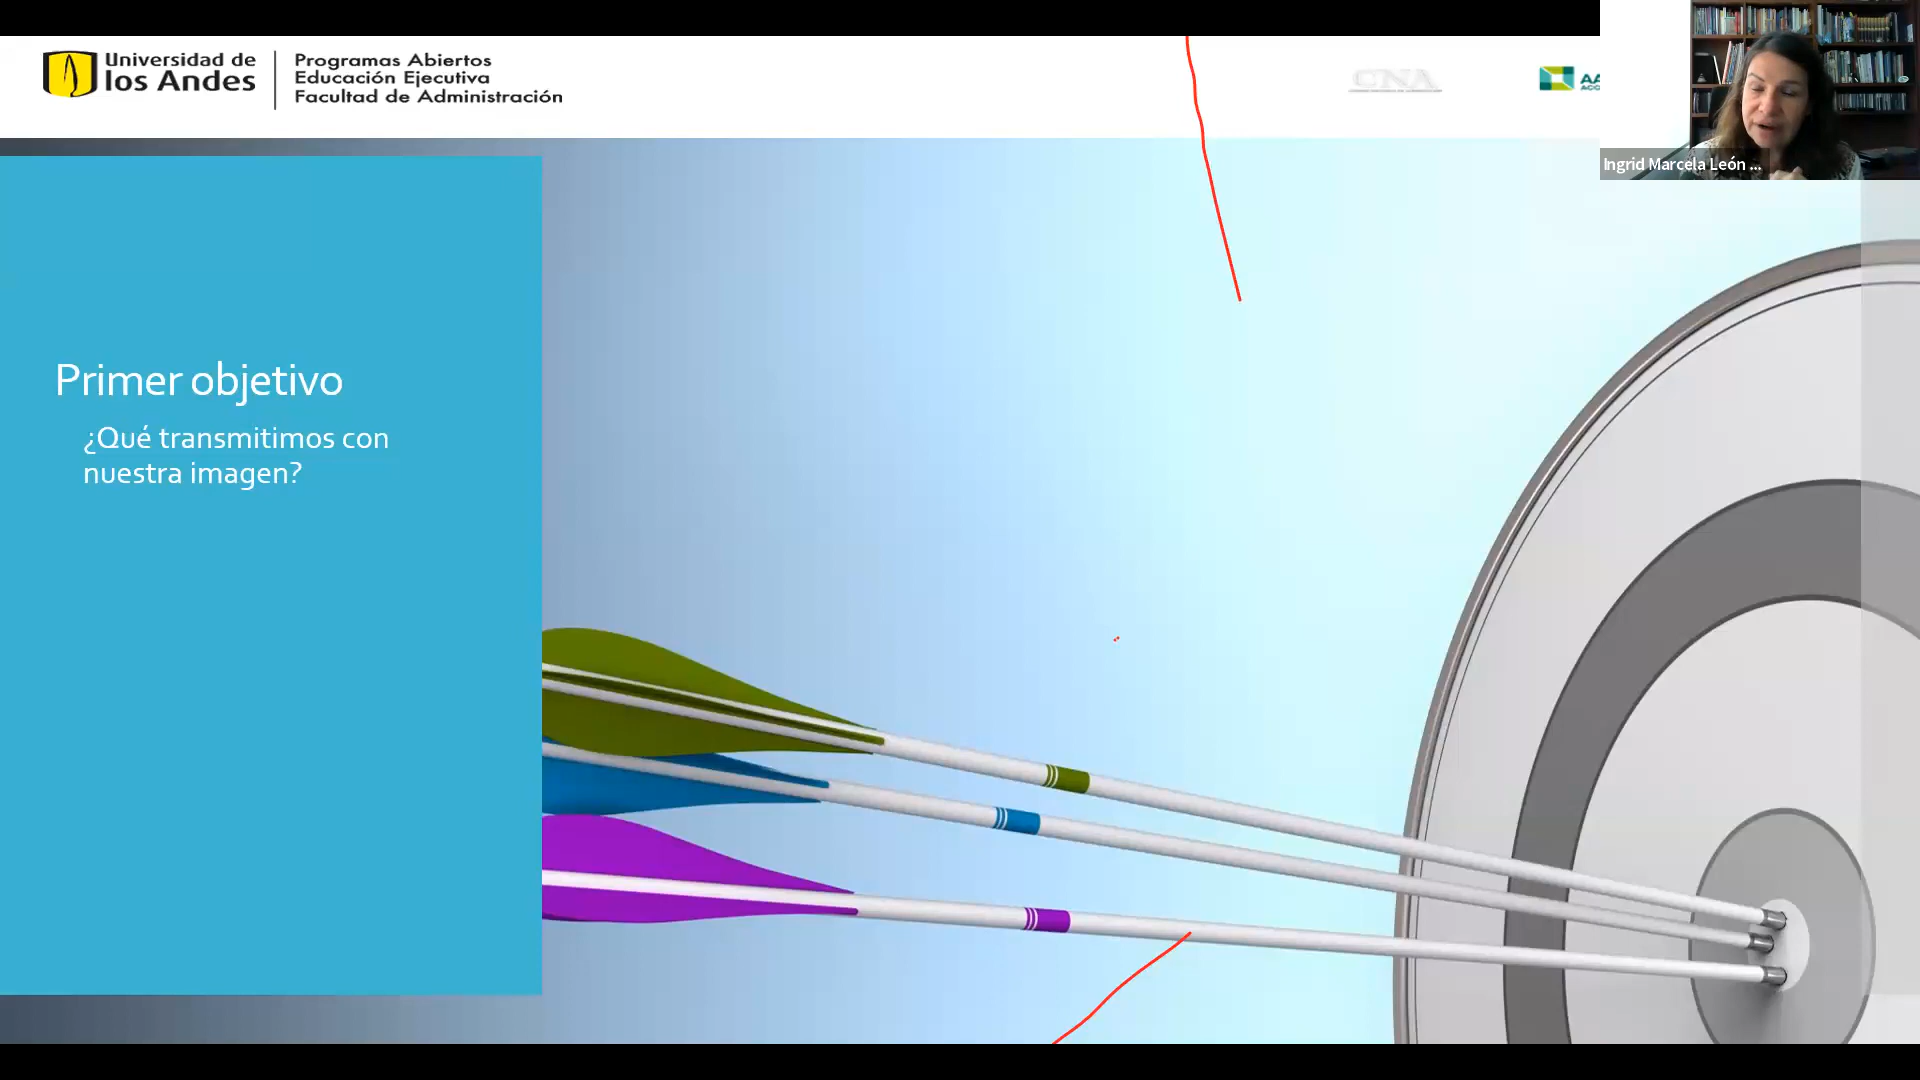 Universidad de
los Andes
Programas Abiertos
Educación Ejecutiva
Facultad de Administración
CNA
Ingrid Marcela León ...
Primer objetivo
¿Qué transmitimos con
nuestra imagen?